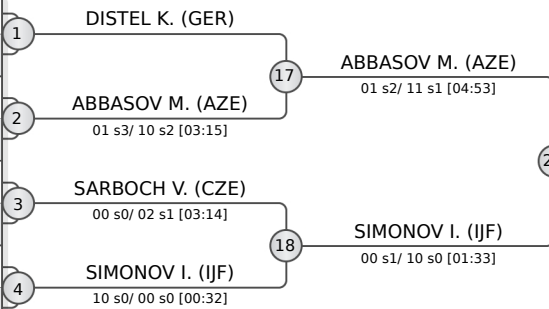 DISTEL K. (GER)
1
17
ABBASOV M. (AZE)
01 s2/ 11 s1 [04:53]
ABBASOV M. (AZE)
2
01 s3/ 10 s2 [03:15]
SARBOCH V. (CZE)
3
00 s0/ 02 s1 [03:14]
18
SIMONOV I. (IJF)
00 s1/ 10 s0 [01:33]
SIMONOV I. (IJF)
4
10 s0/ 00 s0 [00:32]